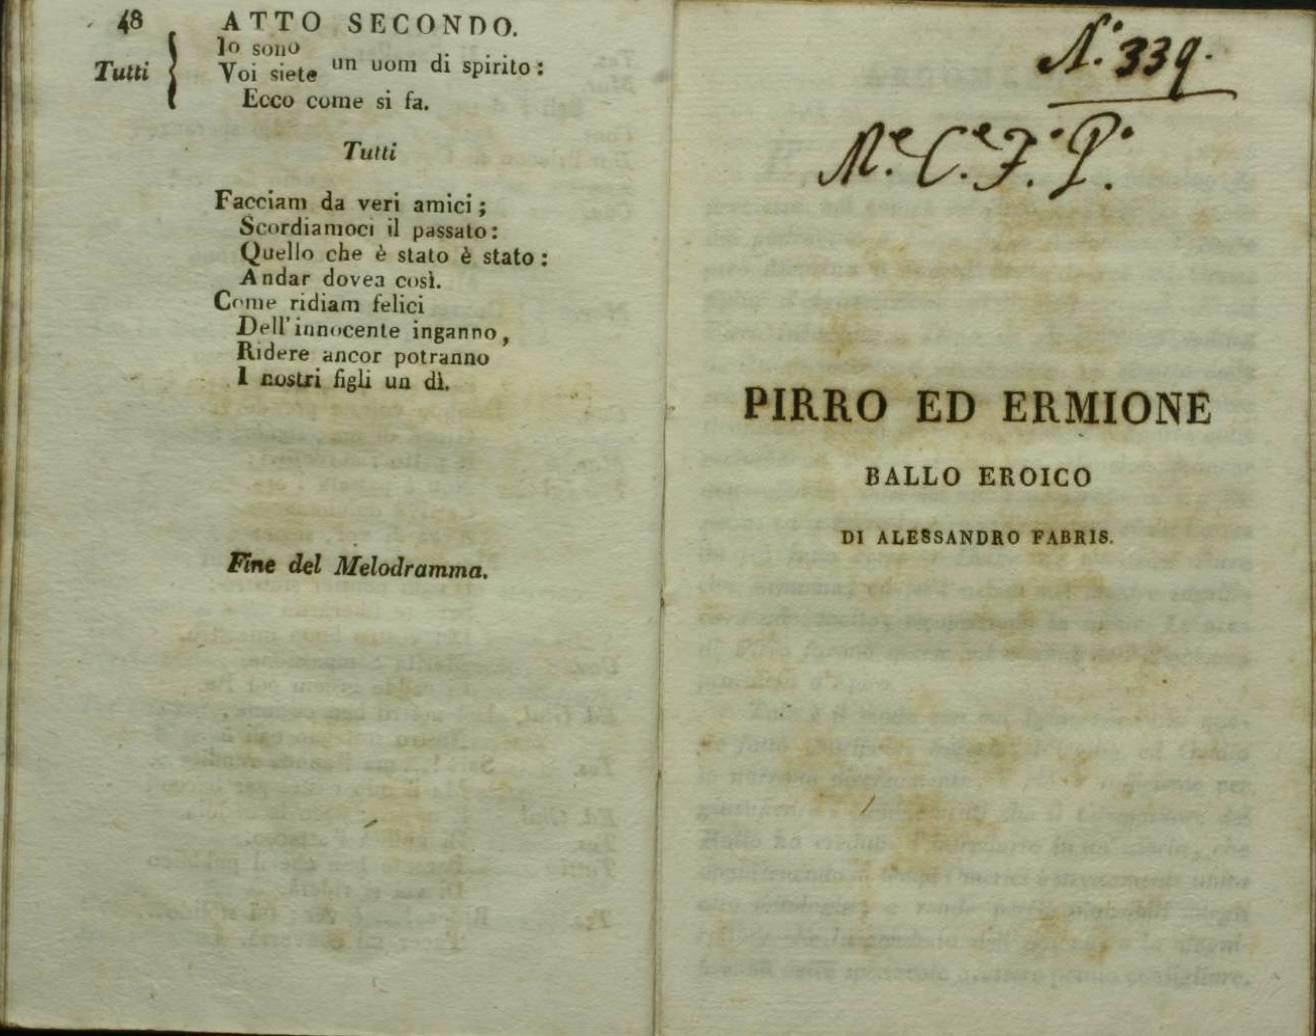 48 ATTO SECONDO.
Io sono
Tutti { Voi siete un uom di spirito:
Ecco come si fa.
Tutti
Facciam da veri amici;
Scordiamoci il passato:
Quello che è stato è stato:
Andar dovea così.
Come ridiam felici
Dell'innocente inganno,
Ridere ancor potranno
I nostri figli un dì.
Fine del Melodramma.
N.° 339.
M.e C.e F.° P.°
PIRRO ED ERMIONE
BALLO EROICO
DI ALESSANDRO FABRIS.